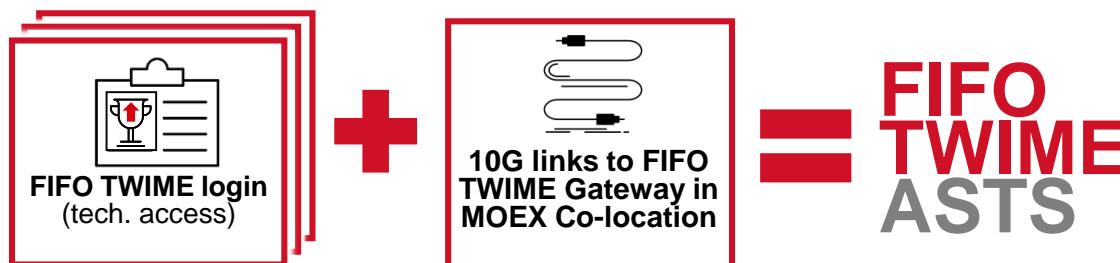 FIFO TWIME login
(tech. access)
10G links to FIFO
TWIME Gateway in
MOEX Co-location
FIFO
TWIME
ASTS